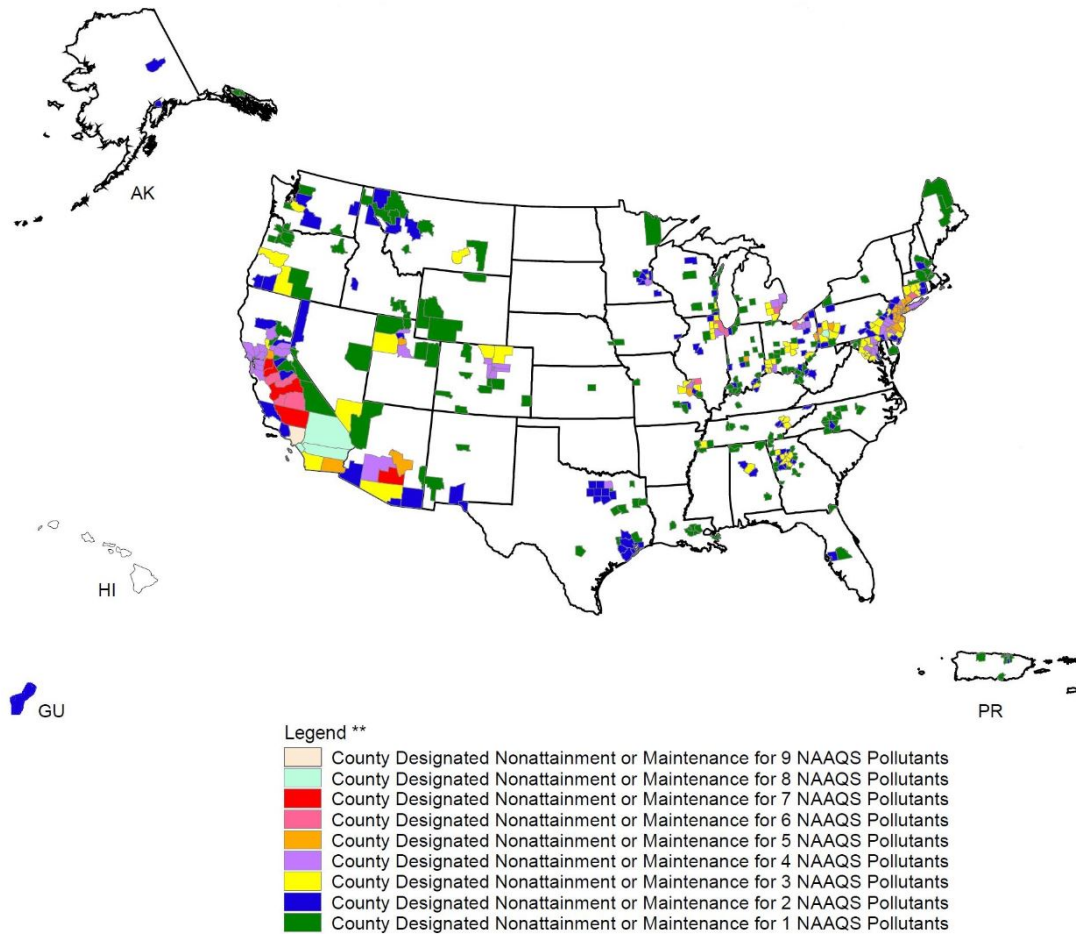 AK
HI
GU
PR
Legend **
County Designated Nonattainment or Maintenance for 9 NAAQS Pollutants
County Designated Nonattainment or Maintenance for 8 NAAQS Pollutants
County Designated Nonattainment or Maintenance for 7 NAAQS Pollutants
County Designated Nonattainment or Maintenance for 6 NAAQS Pollutants
County Designated Nonattainment or Maintenance for 5 NAAQS Pollutants
County Designated Nonattainment or Maintenance for 4 NAAQS Pollutants
County Designated Nonattainment or Maintenance for 3 NAAQS Pollutants
County Designated Nonattainment or Maintenance for 2 NAAQS Pollutants
County Designated Nonattainment or Maintenance for 1 NAAQS Pollutants